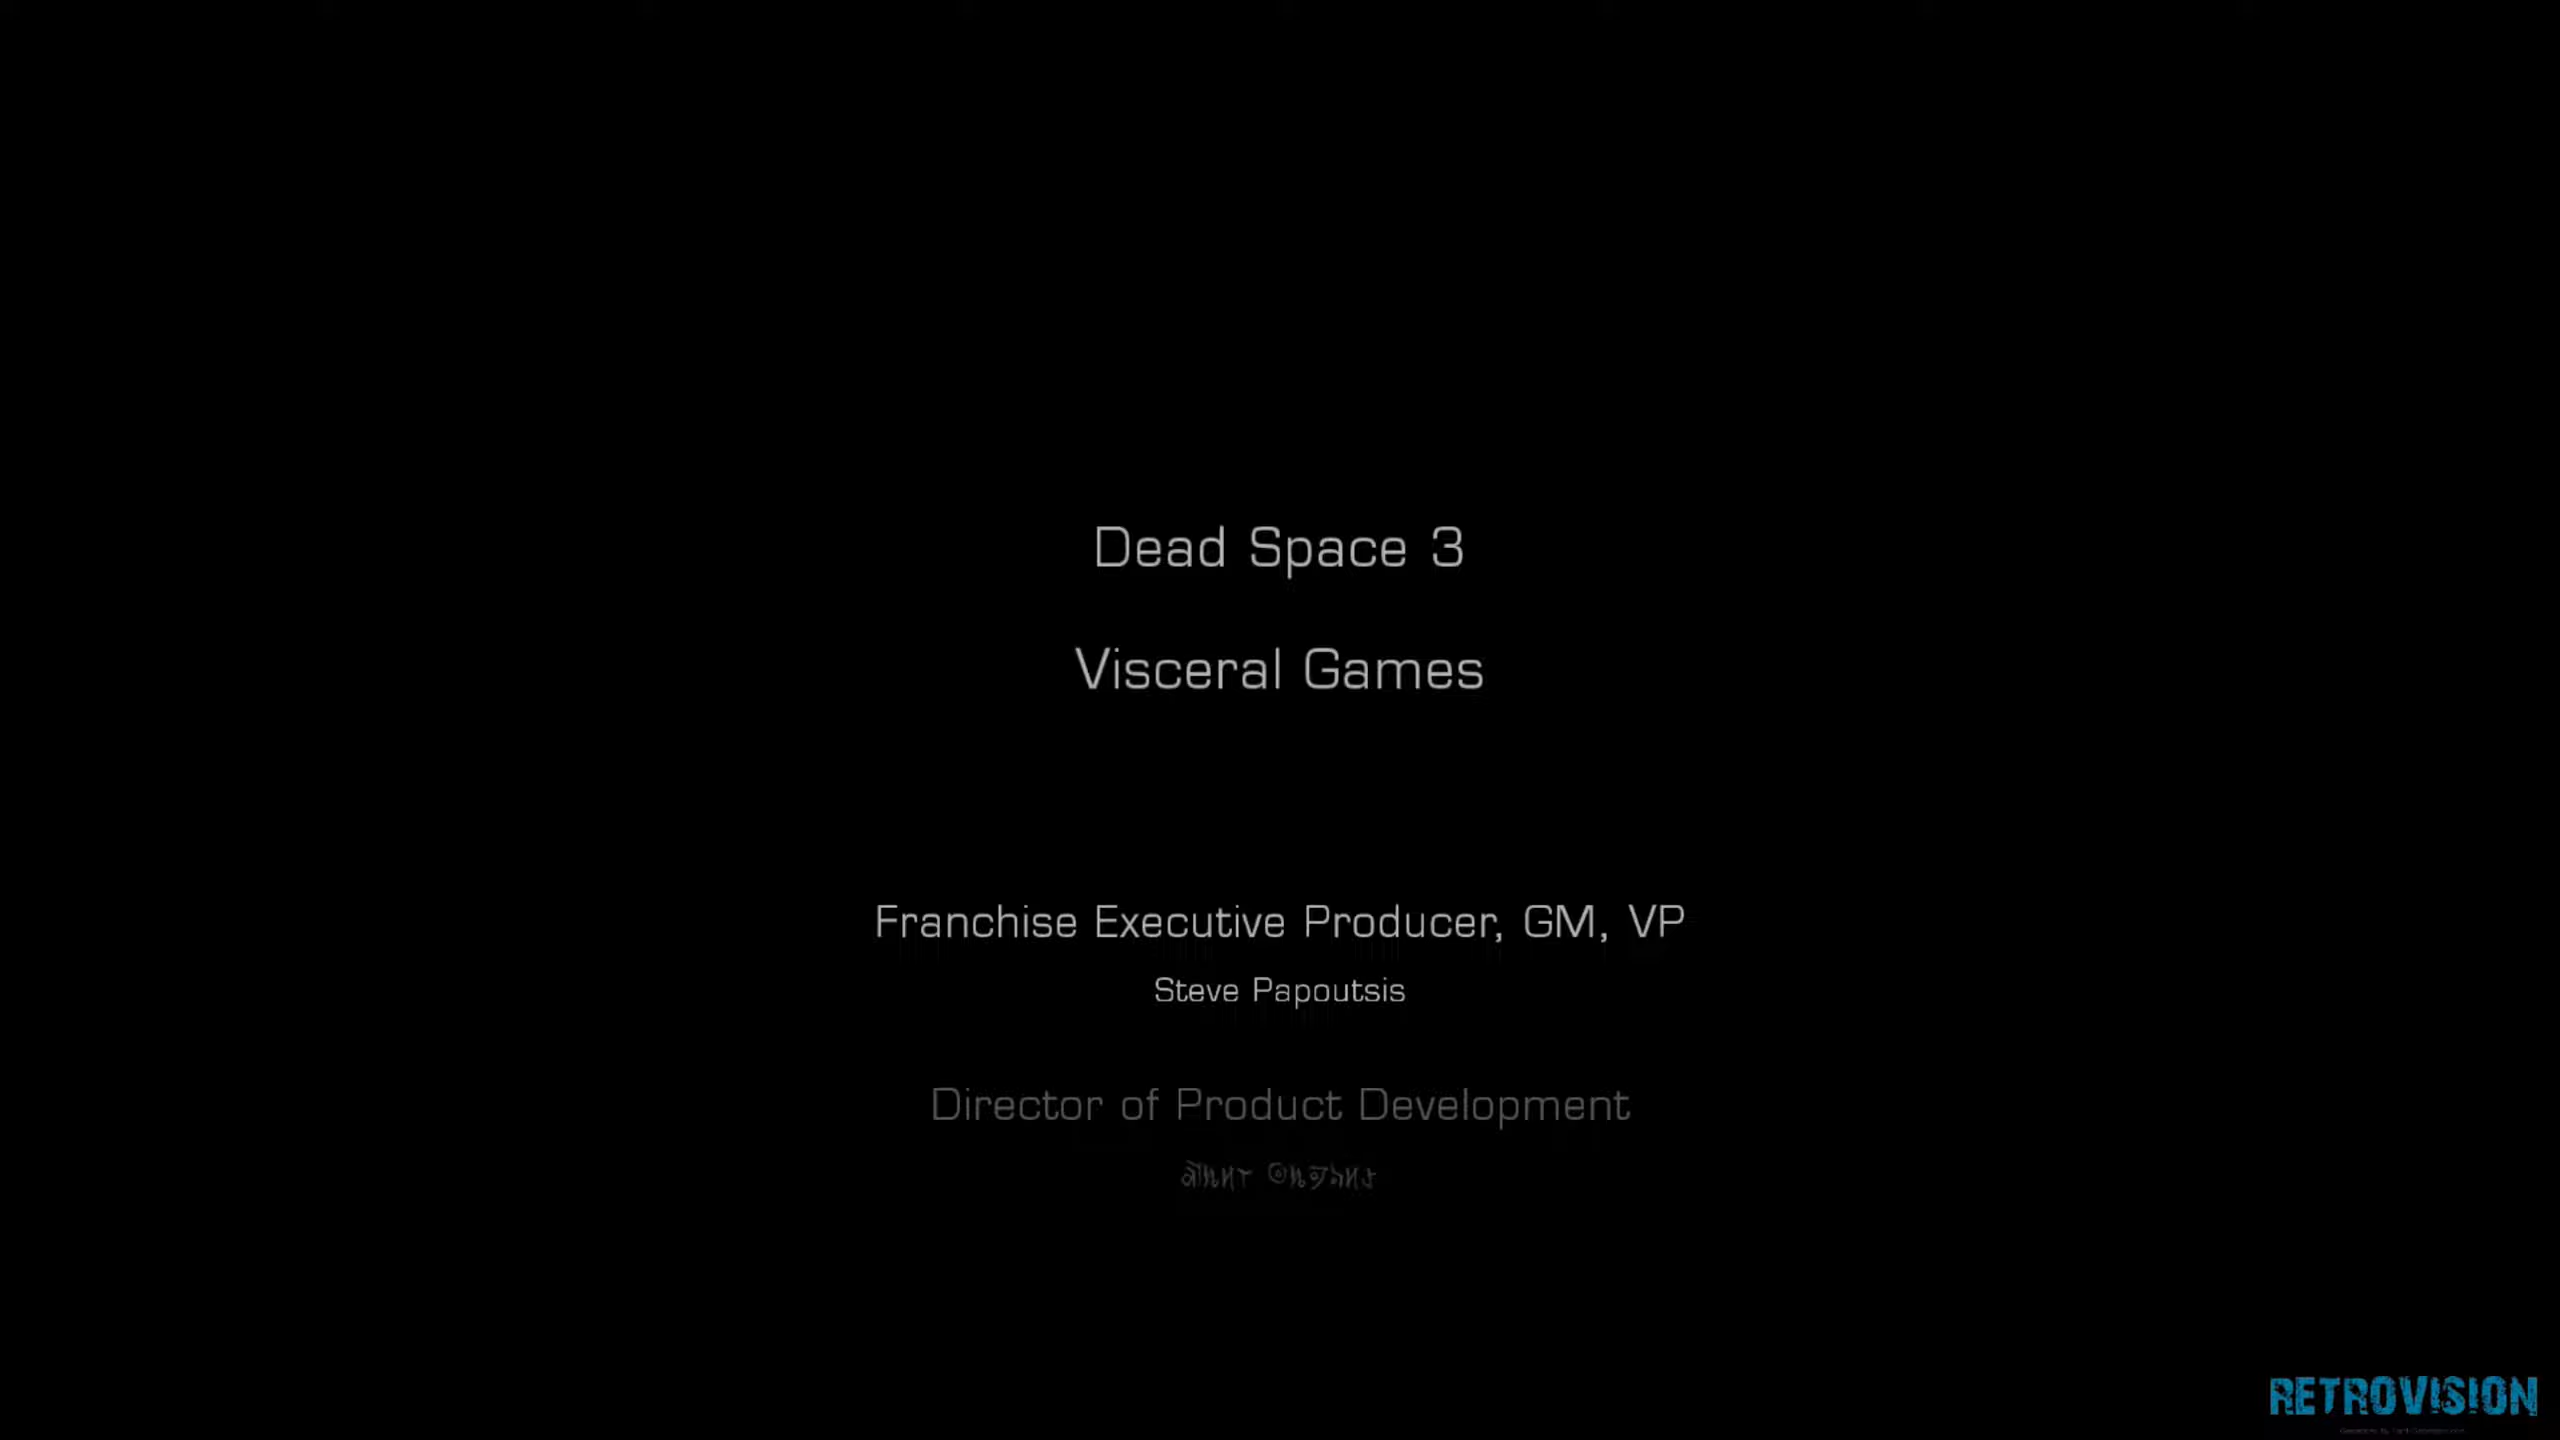 Dead Space 3
Visceral Games
Franchise Executive Producer, GM, VP
Steve Papoutsis
Director of Product Development
RETROVISION